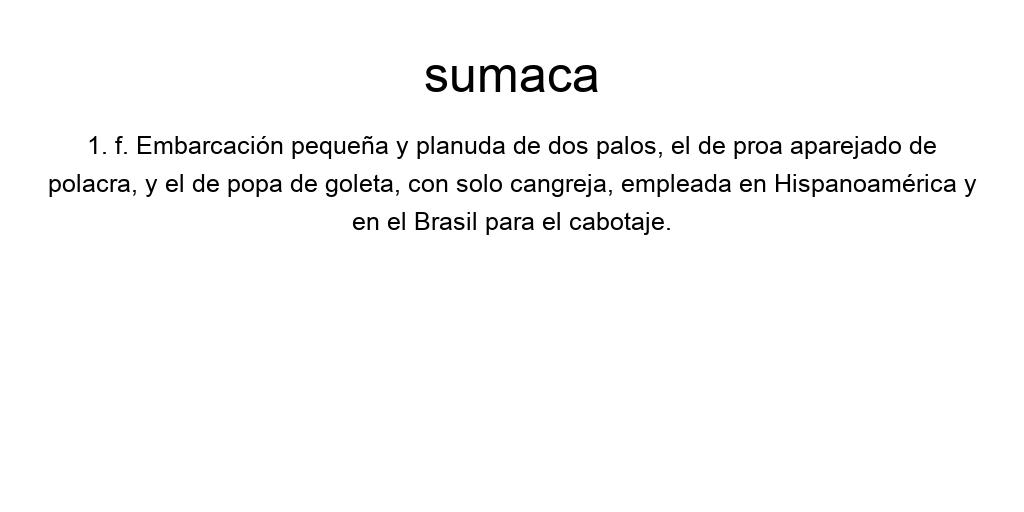 sumaca
1. f. Embarcación pequeña y planuda de dos palos, el de proa aparejado de
polacra, y el de popa de goleta, con solo cangreja, empleada en Hispanoamérica y
en el Brasil para el cabotaje.